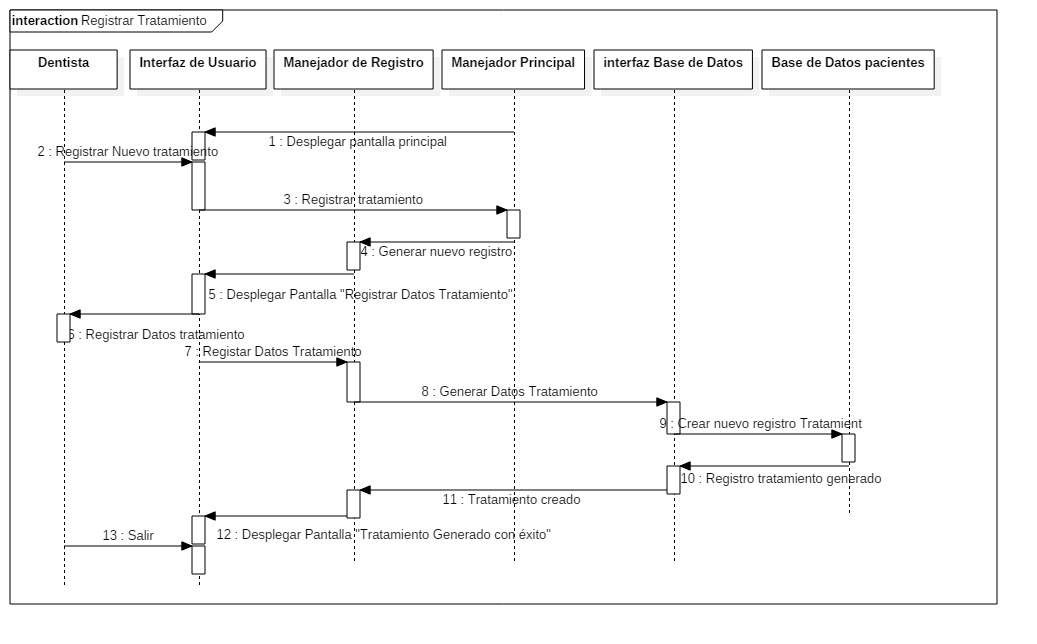 interaction Registrar Tratamiento
Dentista
Interfaz de Usuario
Manejador de Registro
Manejador Principal
interfaz Base de Datos
Base de Datos pacientes
1 : Desplegar pantalla principal
2 : Registrar Nuevo tratamiento
3 : Registrar tratamiento
4 : Generar nuevo registro
5 : Desplegar Pantalla "Registrar Datos Tratamiento"
6 : Registrar Datos tratamiento
7 : Registar Datos Tratamiento
8 : Generar Datos Tratamiento
9 : Crear nuevo registro Tratamient
10 : Registro tratamiento generado
11 : Tratamiento creado
12 : Desplegar Pantalla "Tratamiento Generado con éxito"
13 : Salir